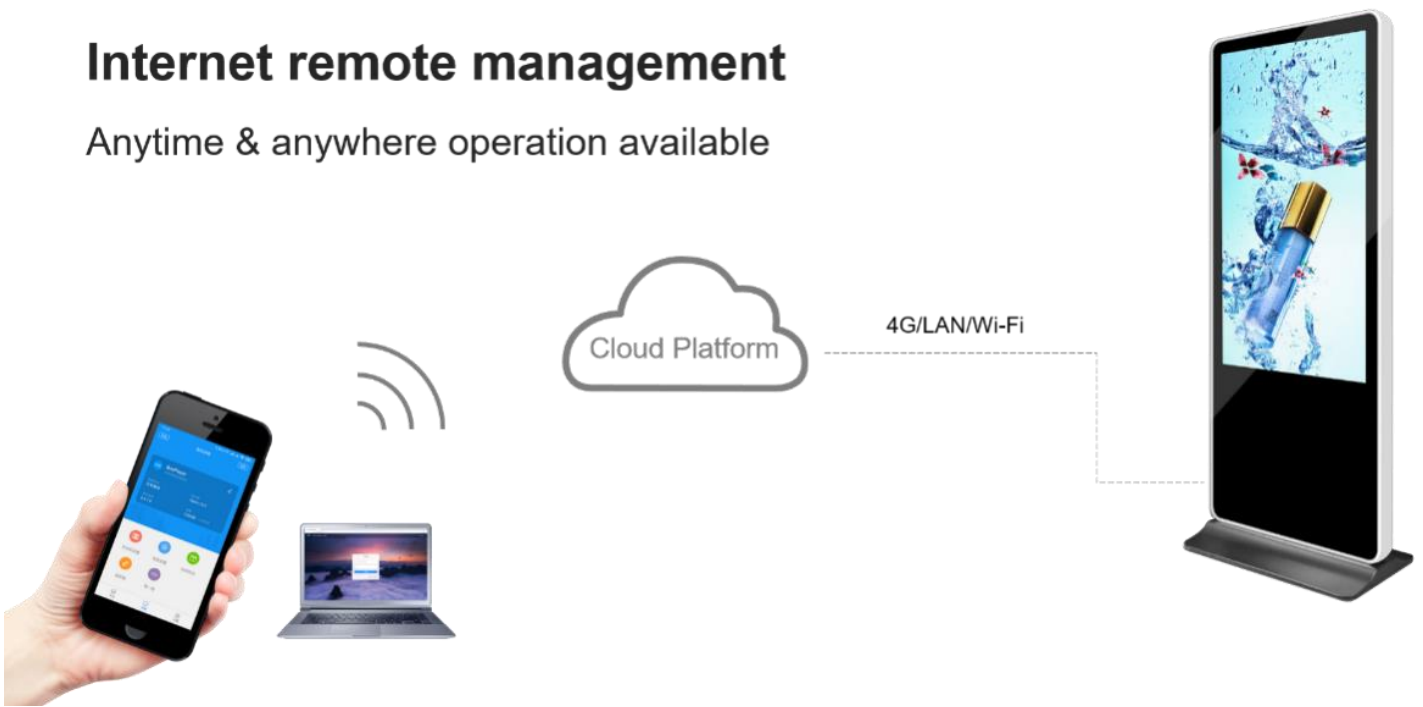 Internet remote management
Anytime & anywhere operation available
Cloud Platform
4G/LAN/Wi-Fi